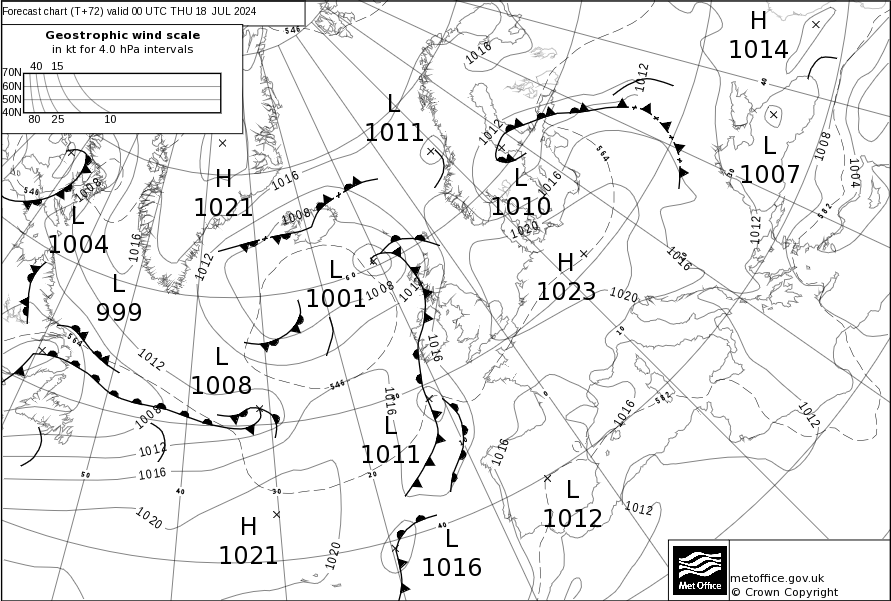 Forecast chart (T+72) valid 00 UTC THU 18 JUL 2024
Geostrophic wind scale
in kt for 4.0 hPa intervals
40 15
70N
60N
50N
40N
80 25 10
546
1016
1012
H
1014
40
L
1011
1012
L
1007
1008
1004
564
H
1021
1016
1008
546
1008
L
1004
1016
1012
L
1010
1016
1020
30
582
1012
L
999
L
1001
60
1008
1012
H
1023
1020
1016
50
10
564
1012
L
1008
546
1016
1016
30
0
582
1016
1012
1008
1012
1016
L
1011
10
1016
50
40
30
20
L
1012
1012
1020
H
1021
1020
40
L
1016
Met Office
metoffice.gov.uk
© Crown Copyright